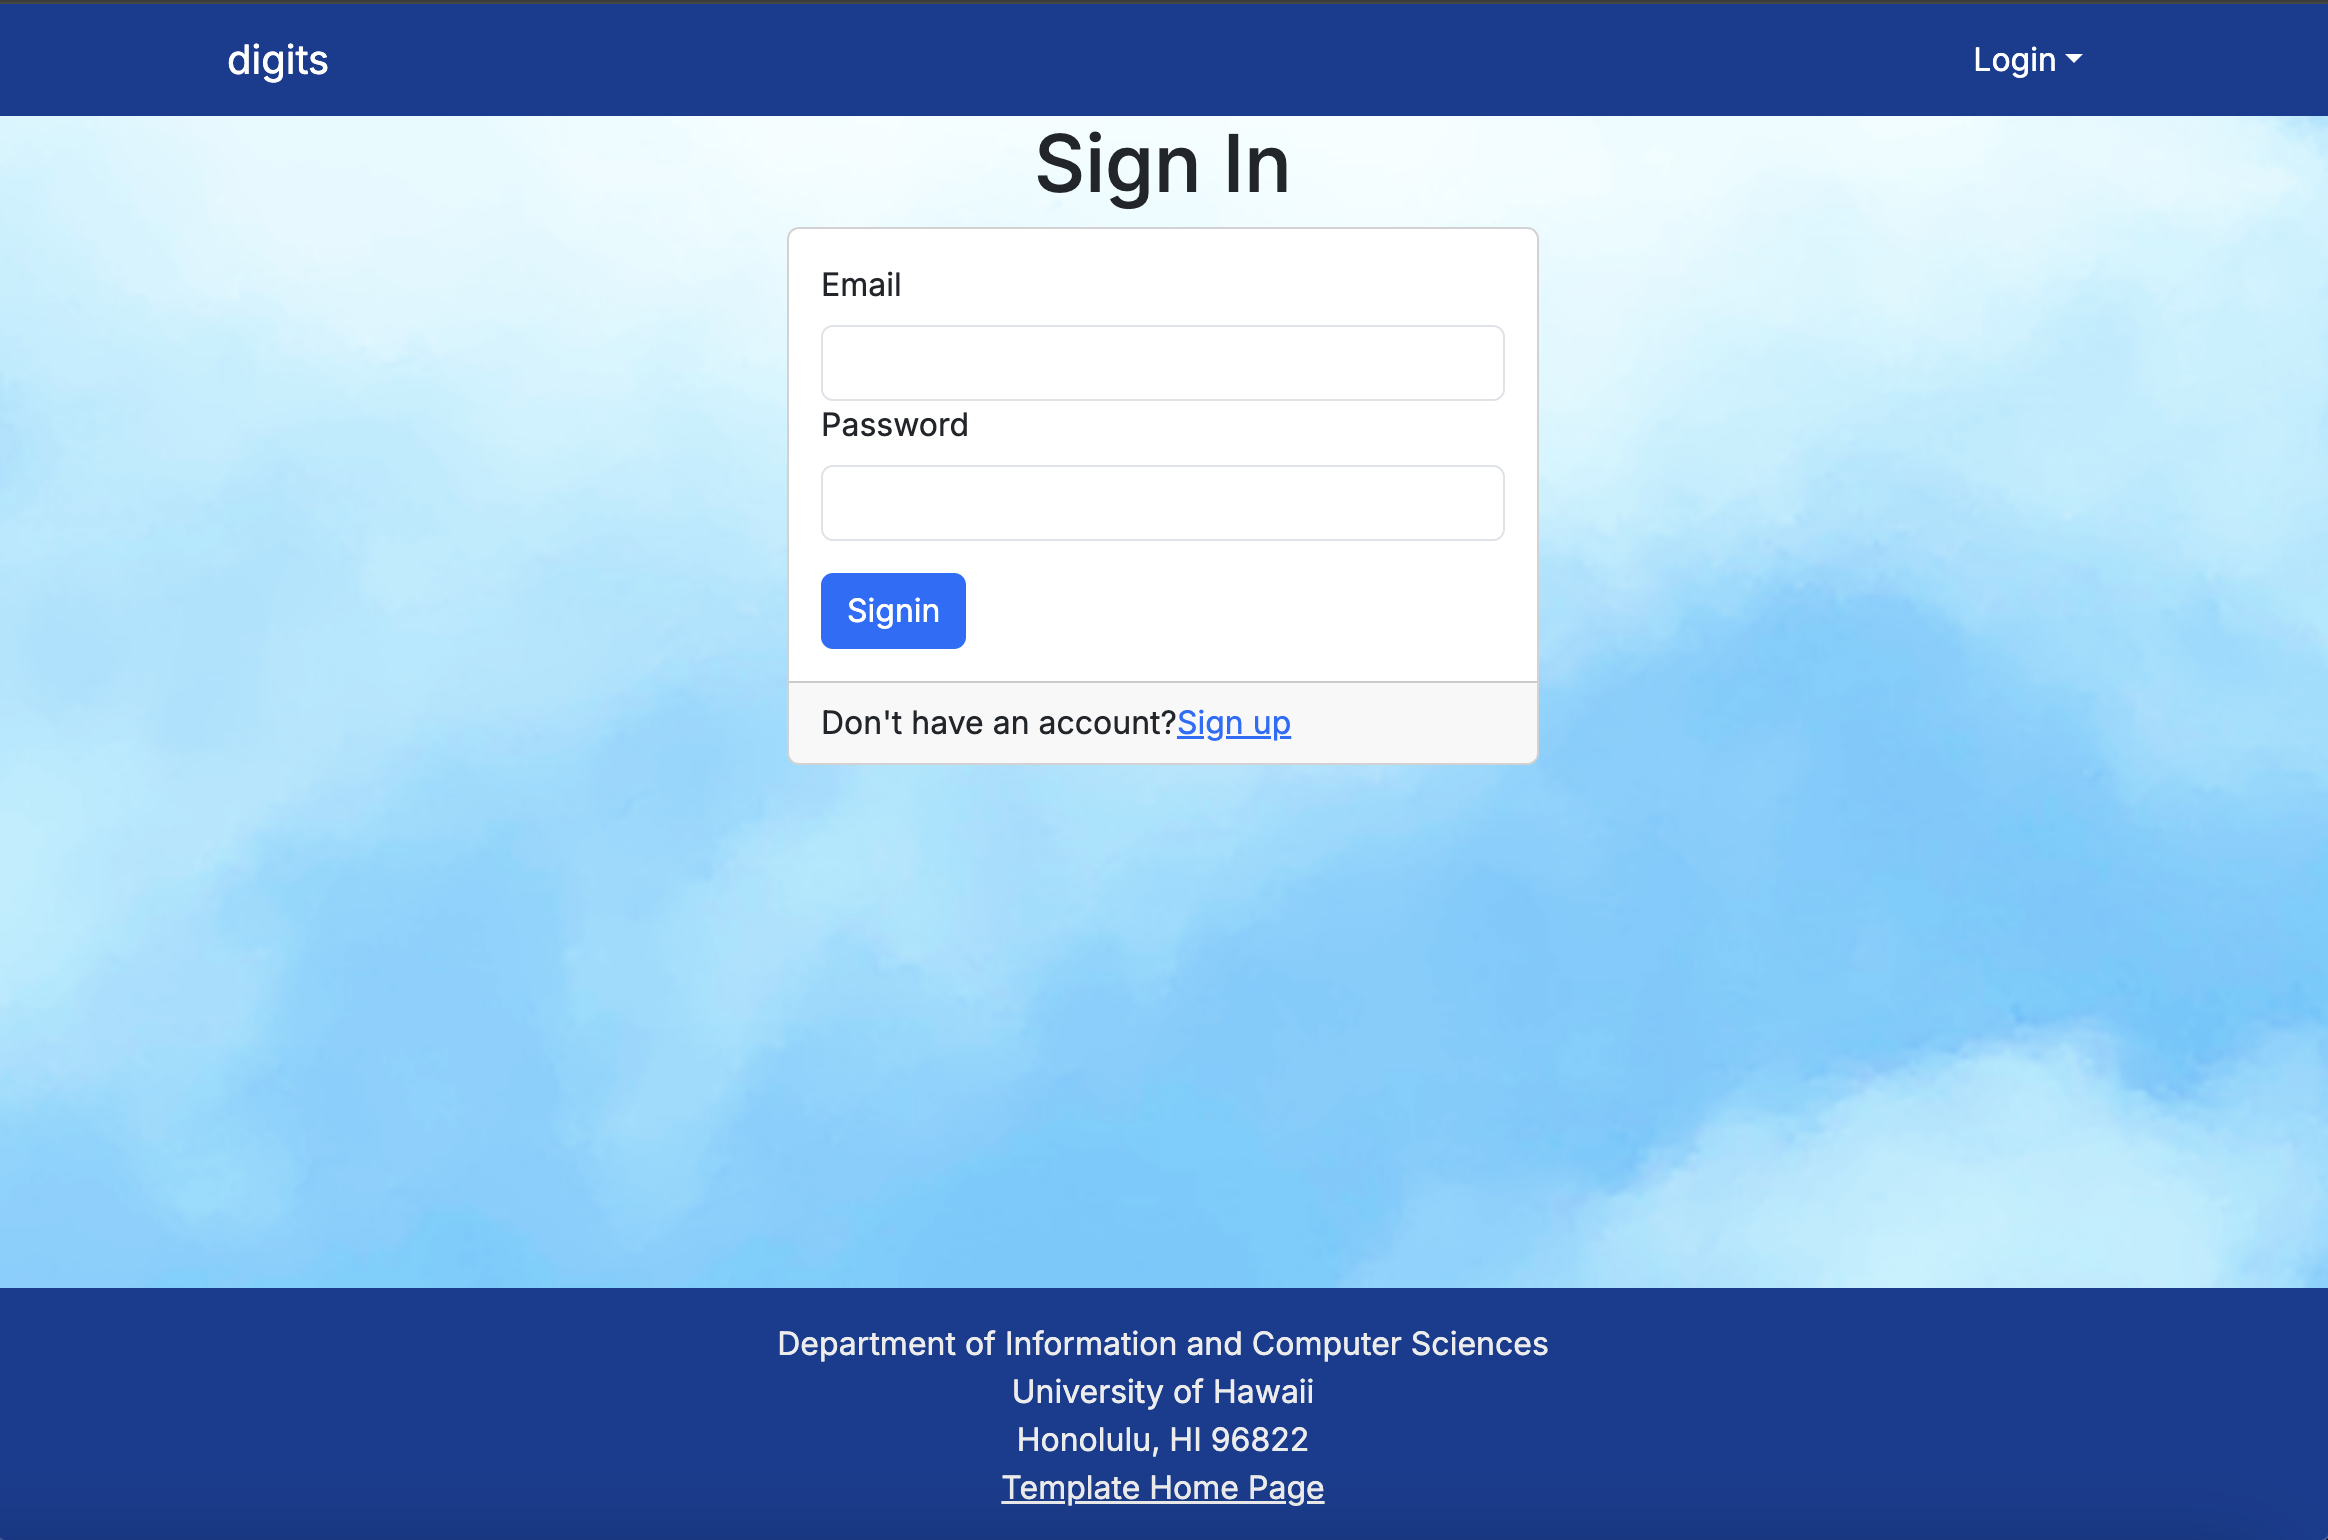 digits
Login
Sign In
Email
Password
Signin
Don't have an account?Sign up
Department of Information and Computer Sciences
University of Hawaii
Honolulu, HI 96822
Template Home Page